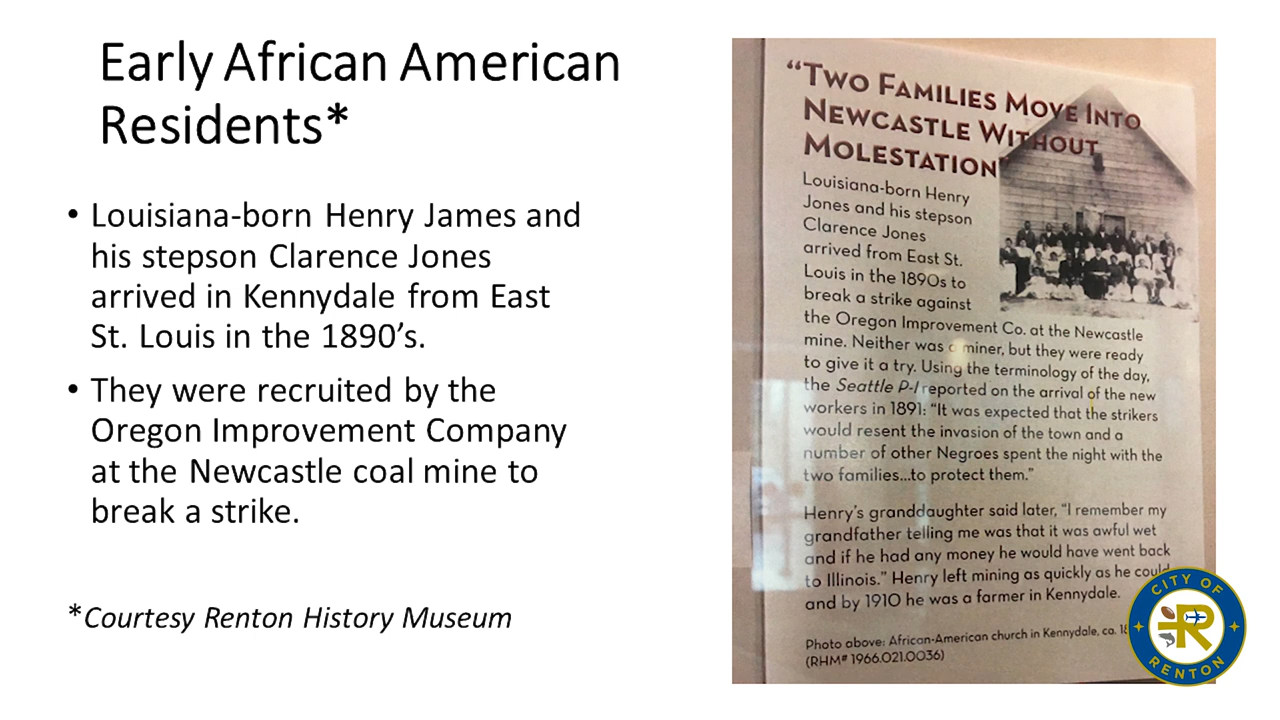 Early African American
Residents*
• Louisiana-born Henry James and
his stepson Clarence Jones
arrived in Kennydale from East
St. Louis in the 1890’s.
• They were recruited by the
Oregon Improvement Company
at the Newcastle coal mine to
break a strike.
*Courtesy Renton History Museum
“TWO FAMILIES MOVE INTO
NEWCASTLE WITHOUT
MOLESTATION”
Louisiana-born Henry
Jones and his stepson
Clarence Jones
arrived from East St.
Louis in the 1890s to
break a strike against
the Oregon Improvement Co. at the Newcastle
mine. Neither was a miner, but they were ready
to give it a try. Using the terminology of the day,
the Seattle P-I reported on the arrival of the new
workers in 1891: “It was expected that the strikers
would resent the invasion of the town and a
number of other Negroes spent the night with the
two families...to protect them.”
Henry’s granddaughter said later, “I remember my
grandfather telling me was that it was awful wet
and if he had any money he would have went back
to Illinois.” Henry left mining as quickly as he could
and by 1910 he was a farmer in Kennydale.
Photo above: African-American church in Kennydale, ca.
(RHM# 1966.021.0036)
CITY OF
R
RENTON